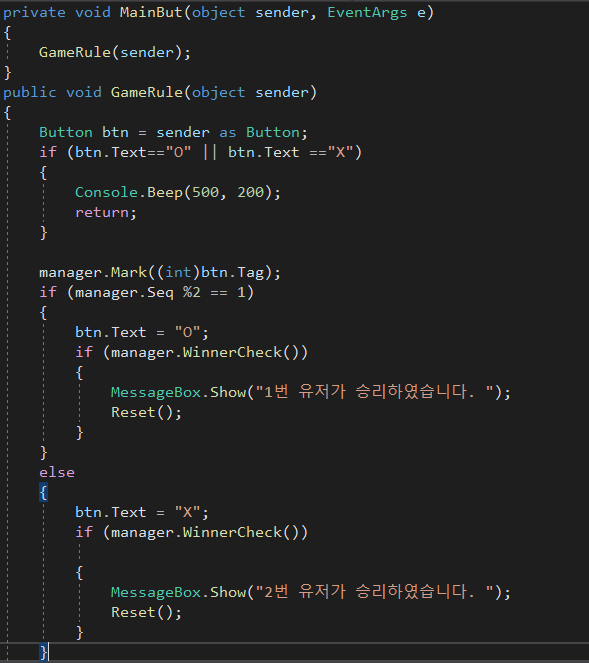 private void MainBut(object sender, EventArgs e)
{
    GameRule(sender);
}
public void GameRule(object sender)
{
    Button btn = sender as Button;
    if (btn.Text=="O" || btn.Text =="X")
    {
        Console.Beep(500, 200);
        return;
    }

    manager.Mark((int)btn.Tag);
    if (manager.Seq %2 == 1)
    {
        btn.Text = "O";
        if (manager.WinnerCheck())
        {
            MessageBox.Show("1번 유저가 승리하였습니다. ");
            Reset();
        }
    }
    else
    {
        btn.Text = "X";
        if (manager.WinnerCheck())

        {
            MessageBox.Show("2번 유저가 승리하였습니다. ");
            Reset();
        }
    }